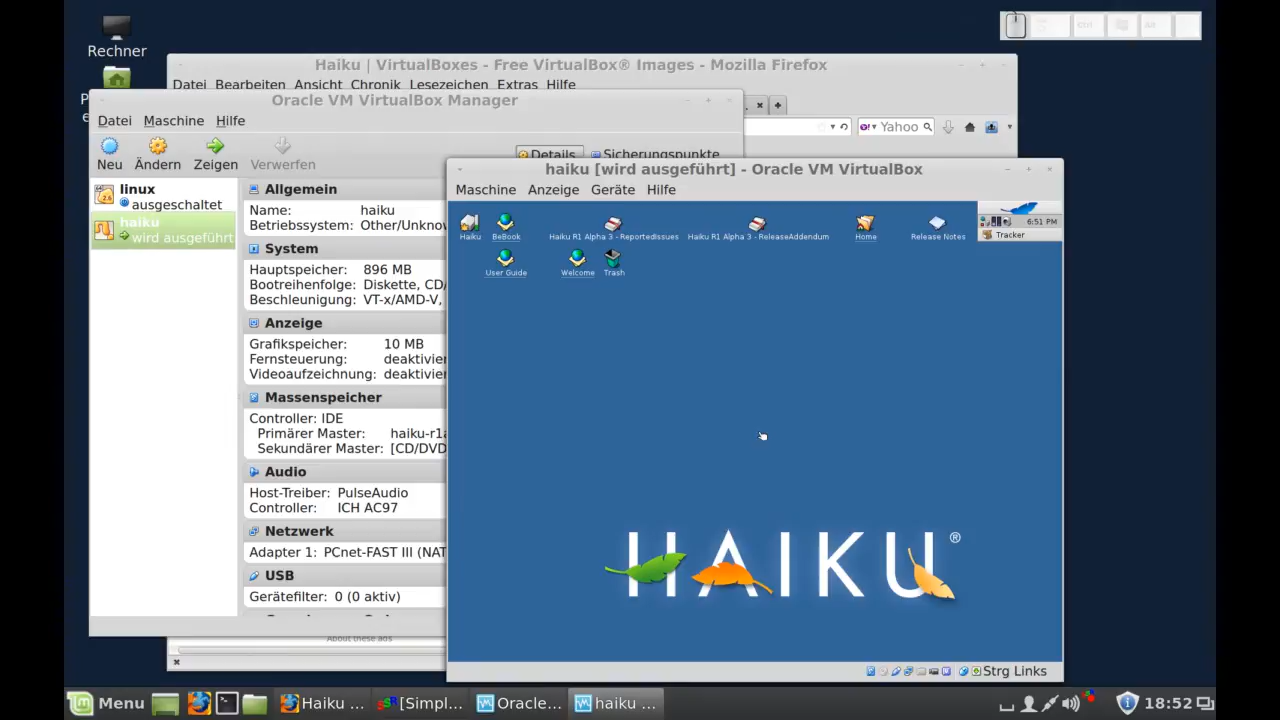 Rechner
Haiku | VirtualBoxes - Free VirtualBox® Images - Mozilla Firefox
Datei Bearbeiten Ansicht Chronik Lesezeichen Extras Hilfe
Yahoo
Oracle VM VirtualBox Manager
Datei Maschine Hilfe
Neu Ändern Zeigen Verwerfen
Details Sicherungspunkte
linux
ausgeschaltet
haiku
wird ausgeführt
Allgemein
Name: haiku
Betriebssystem: Other/Unknow
System
Hauptspeicher: 896 MB
Bootreihenfolge: Diskette, CD/
Beschleunigung: VT-x/AMD-V,
Anzeige
Grafikspeicher: 10 MB
Fernsteuerung: deaktivier
Videoaufzeichnung: deaktivier
Massenspeicher
Controller: IDE
Primärer Master: haiku-r1a
Sekundärer Master: [CD/DVD
Audio
Host-Treiber: PulseAudio
Controller: ICH AC97
Netzwerk
Adapter 1: PCnet-FAST III (NAT
USB
Gerätefilter: 0 (0 aktiv)
About these ads
haiku [wird ausgeführt] - Oracle VM VirtualBox
Maschine Anzeige Geräte Hilfe
Haiku BeBook Haiku R1 Alpha 3 - ReportedIssues Haiku R1 Alpha 3 - ReleaseAddendum Home Release Notes
User Guide Welcome Trash
6:51 PM
Tracker
HAIKU®
Strg Links
Menu Haiku ... [Simpl... Oracle... haiku ... 18:52